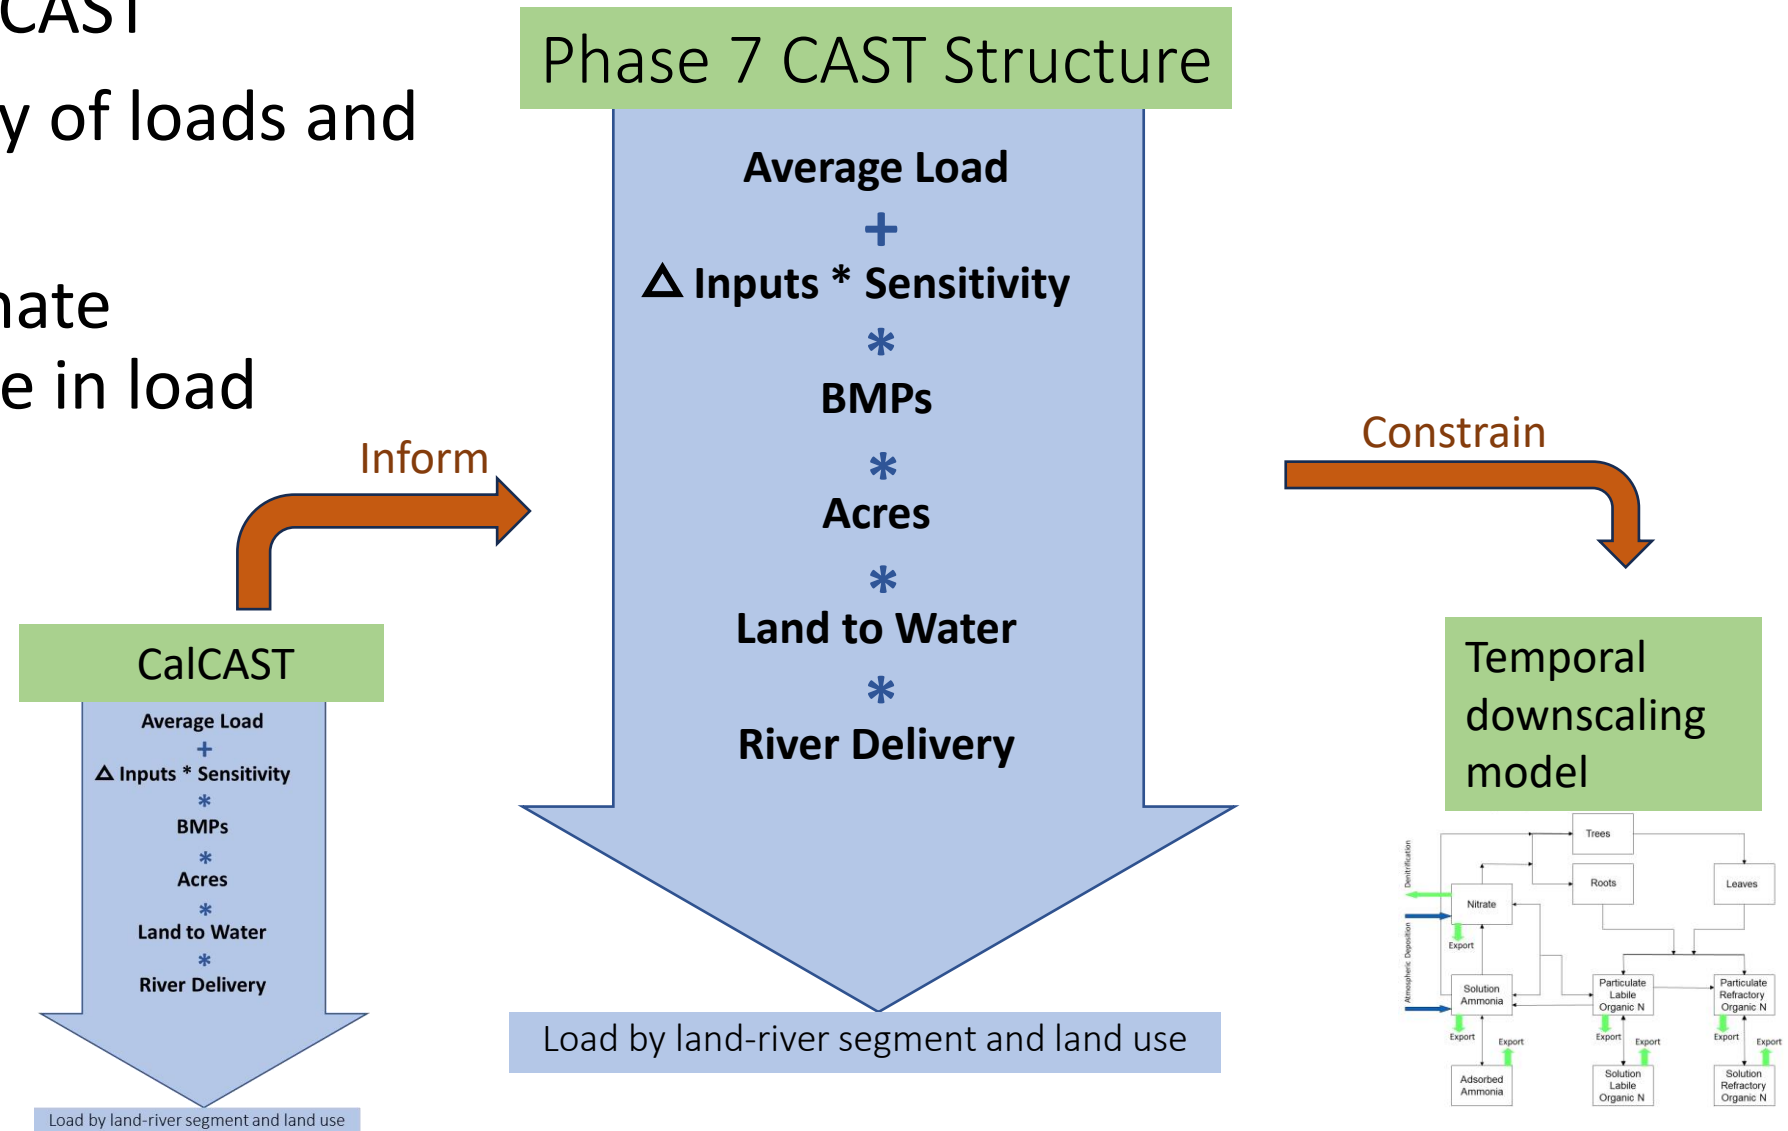 CAST
y of loads and
nate
e in load
Phase 7 CAST Structure
Average Load
+
Δ Inputs * Sensitivity
*
BMPs
*
Acres
*
Land to Water
*
River Delivery
Load by land-river segment and land use
Inform
Constrain
CalCAST
Average Load
+
Δ Inputs * Sensitivity
*
BMPs
*
Acres
*
Land to Water
*
River Delivery
Load by land-river segment and land use
Temporal
downscaling
model
Trees
Roots
Leaves
Denitrification
Nitrate
Export
Atmospheric Deposition
Solution
Ammonia
Particulate
Labile
Organic N
Particulate
Refractory
Organic N
Export
Export
Export
Export
Export
Export
Adsorbed
Ammonia
Solution
Labile
Organic N
Solution
Refractory
Organic N